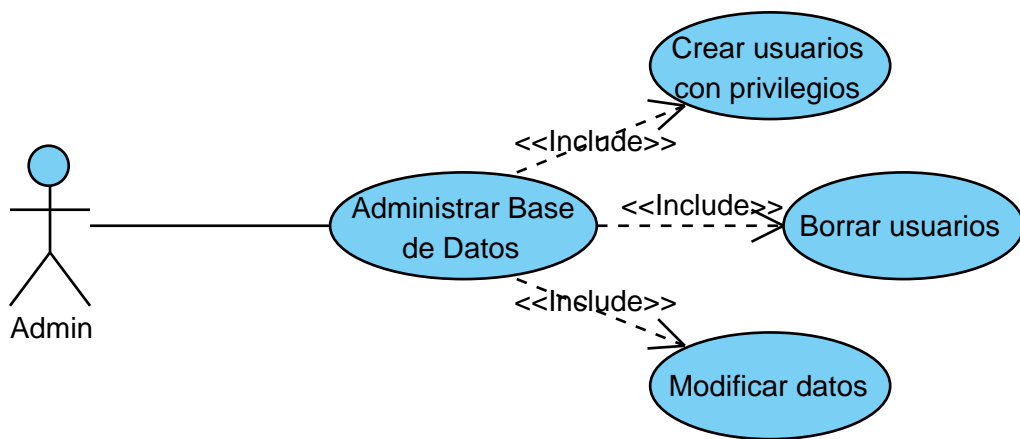 Crear usuarios
con privilegios
<<Include>>
Administrar Base
de Datos
<<Include>>
Borrar usuarios
<<Include>>
Admin
Modificar datos